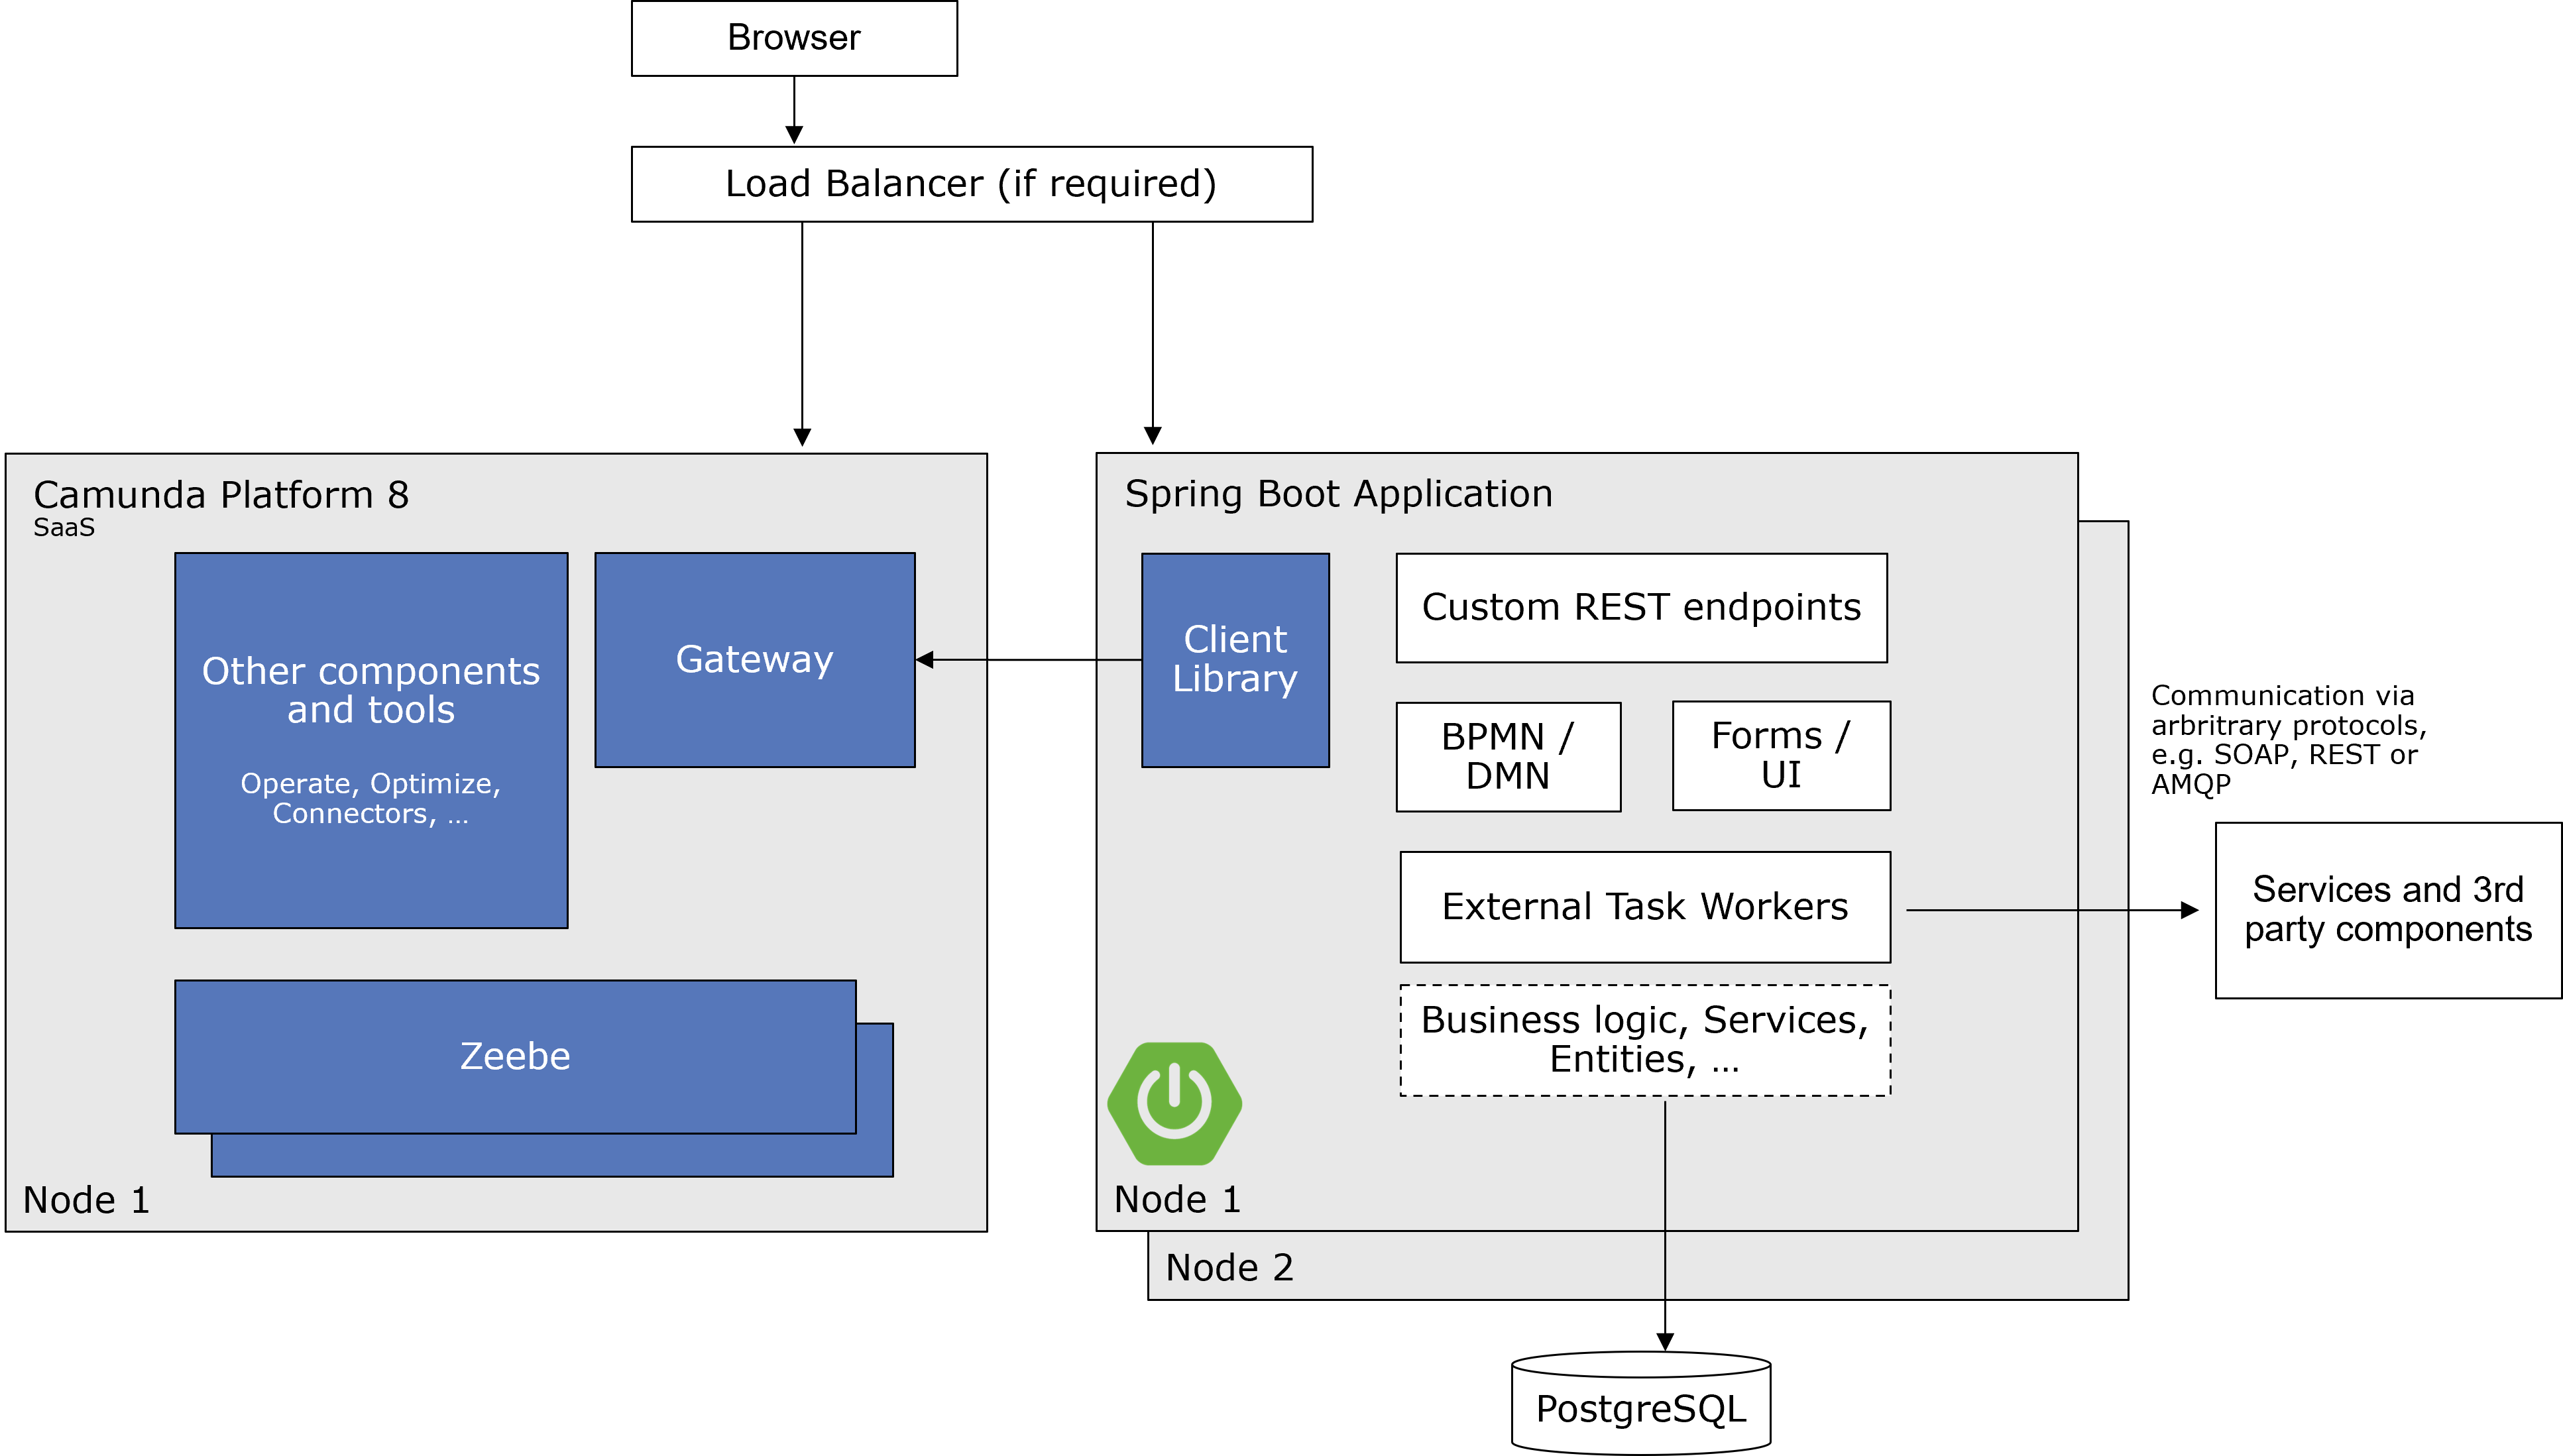 Browser
Load Balancer (if required)
Camunda Platform 8
SaaS
Other components
and tools
Operate, Optimize,
Connectors, ...
Gateway
Zeebe
Node 1
Spring Boot Application
Client
Library
Custom REST endpoints
BPMN /
DMN
Forms /
UI
External Task Workers
Business logic, Services,
Entities, ...
Node 1
Node 2
Communication via
arbritrary protocols,
e.g. SOAP, REST or
AMQP
Services and 3rd
party components
PostgreSQL